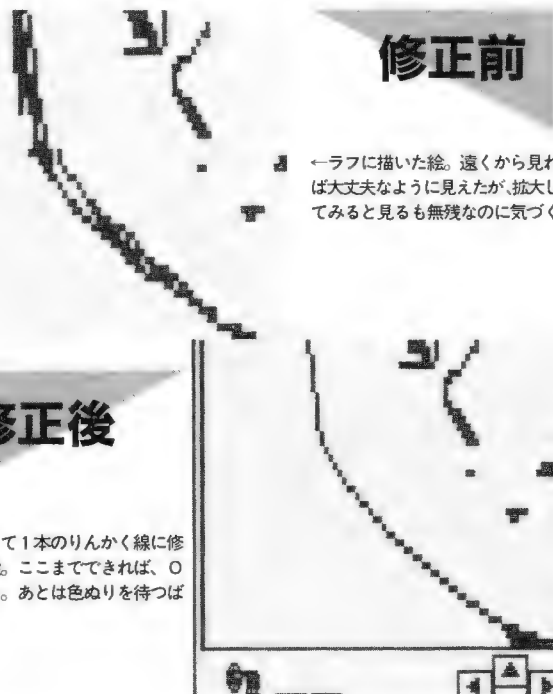 修正前
←ラフに描いた絵。遠くから見れ
ば大丈夫なように見えたが、拡大し
てみると見るも無残なのに気づく
修正後
て1本のりんかく線に修
。ここまでできれば、O
。あとは色ぬりを待つば